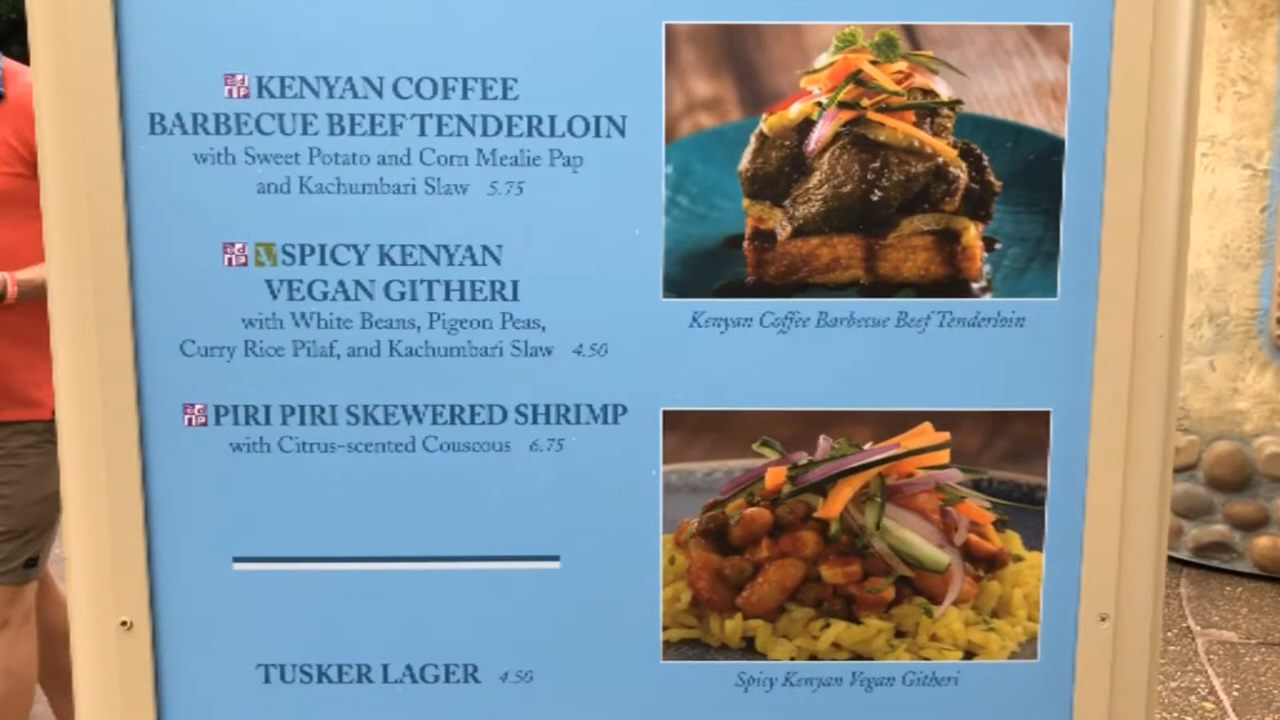 KENYAN COFFEE
BARBECUE BEEF TENDERLOIN
with Sweet Potato and Corn Mealie Pap
and Kachumbari Slaw 5.75
V SPICY KENYAN
VEGAN GITHERI
with White Beans, Pigeon Peas,
Curry Rice Pilaf, and Kachumbari Slaw 4.50
PIRI PIRI SKEWERED SHRIMP
with Citrus-scented Couscous 6.75
TUSKER LAGER 4.50
Kenyan Coffee Barbecue Beef Tenderloin
Spicy Kenyan Vegan Githeri